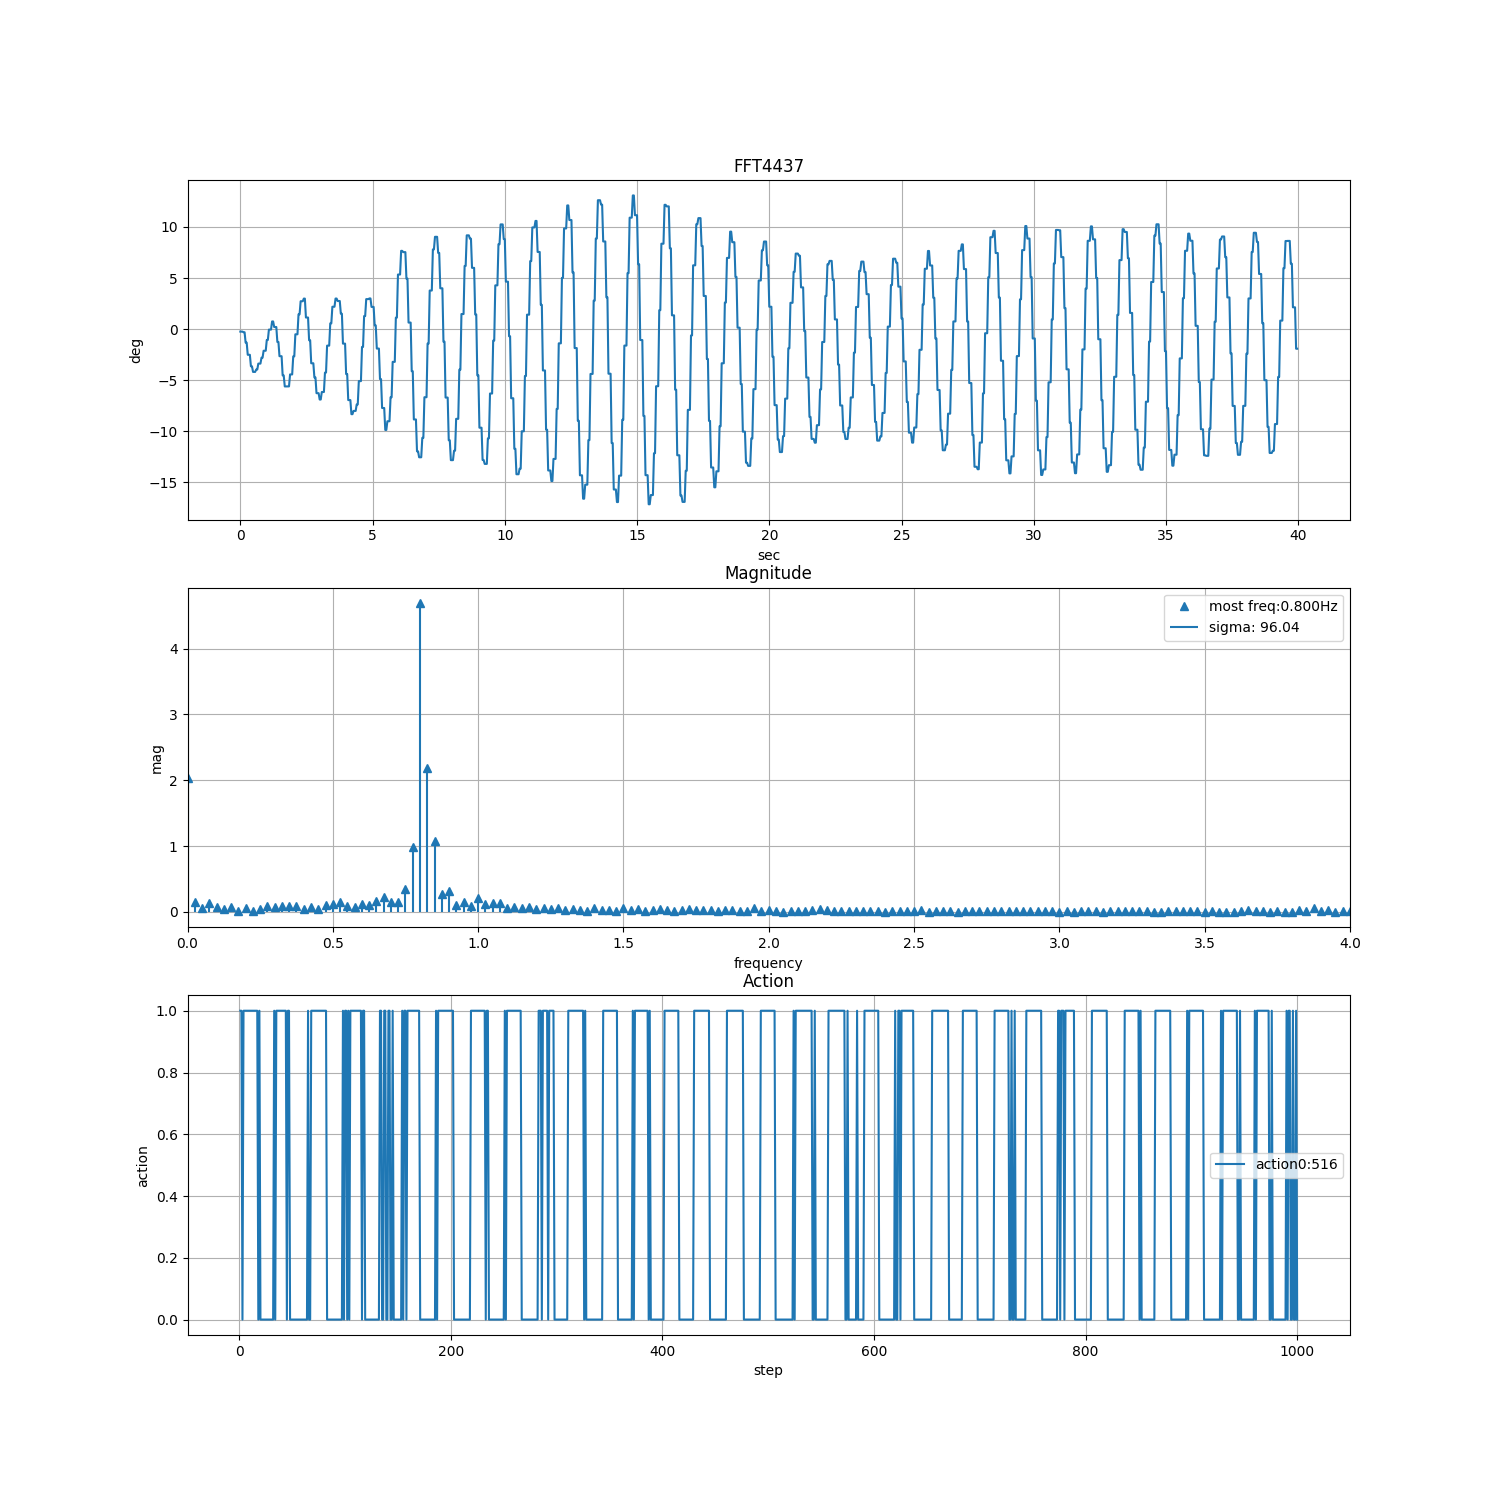 FFT4437
10
5
0
−5
−10
−15
deg
0 5 10 15 20 25 30 35 40
sec
Magnitude
most freq:0.800Hz
sigma: 96.04
4
3
2
1
0
mag
0.0 0.5 1.0 1.5 2.0 2.5 3.0 3.5 4.0
frequency
Action
1.0
0.8
0.6
0.4
0.2
0.0
action
action0:516
0 200 400 600 800 1000
step